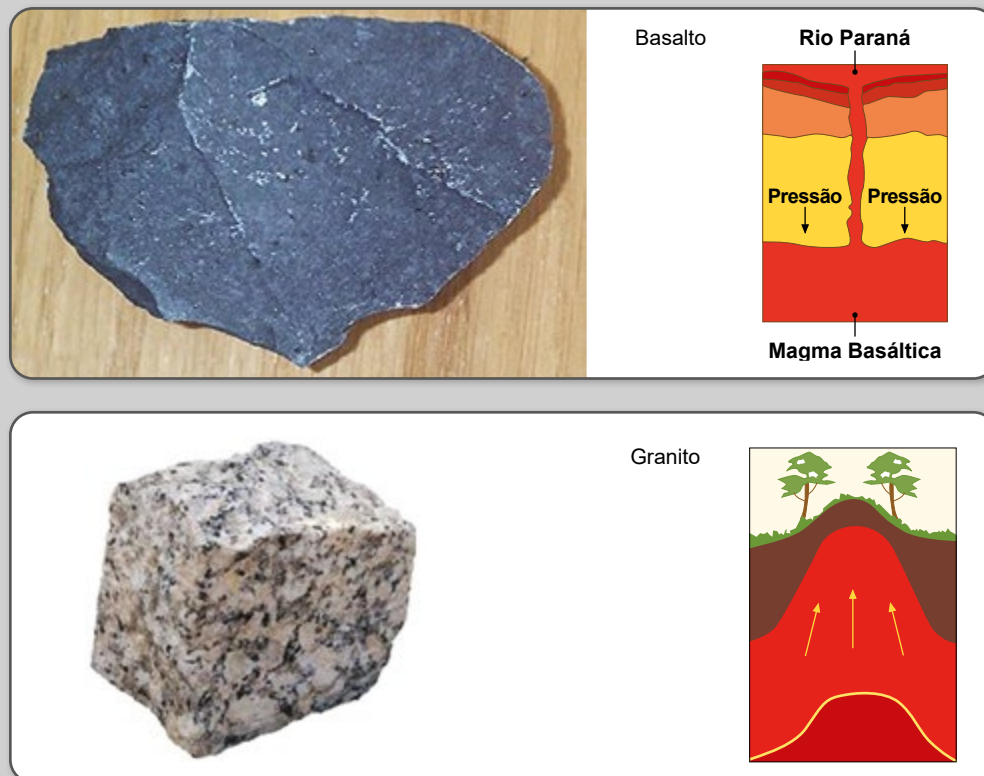 Basalto
Rio Paraná
Pressão Pressão
Magma Basáltica
Granito